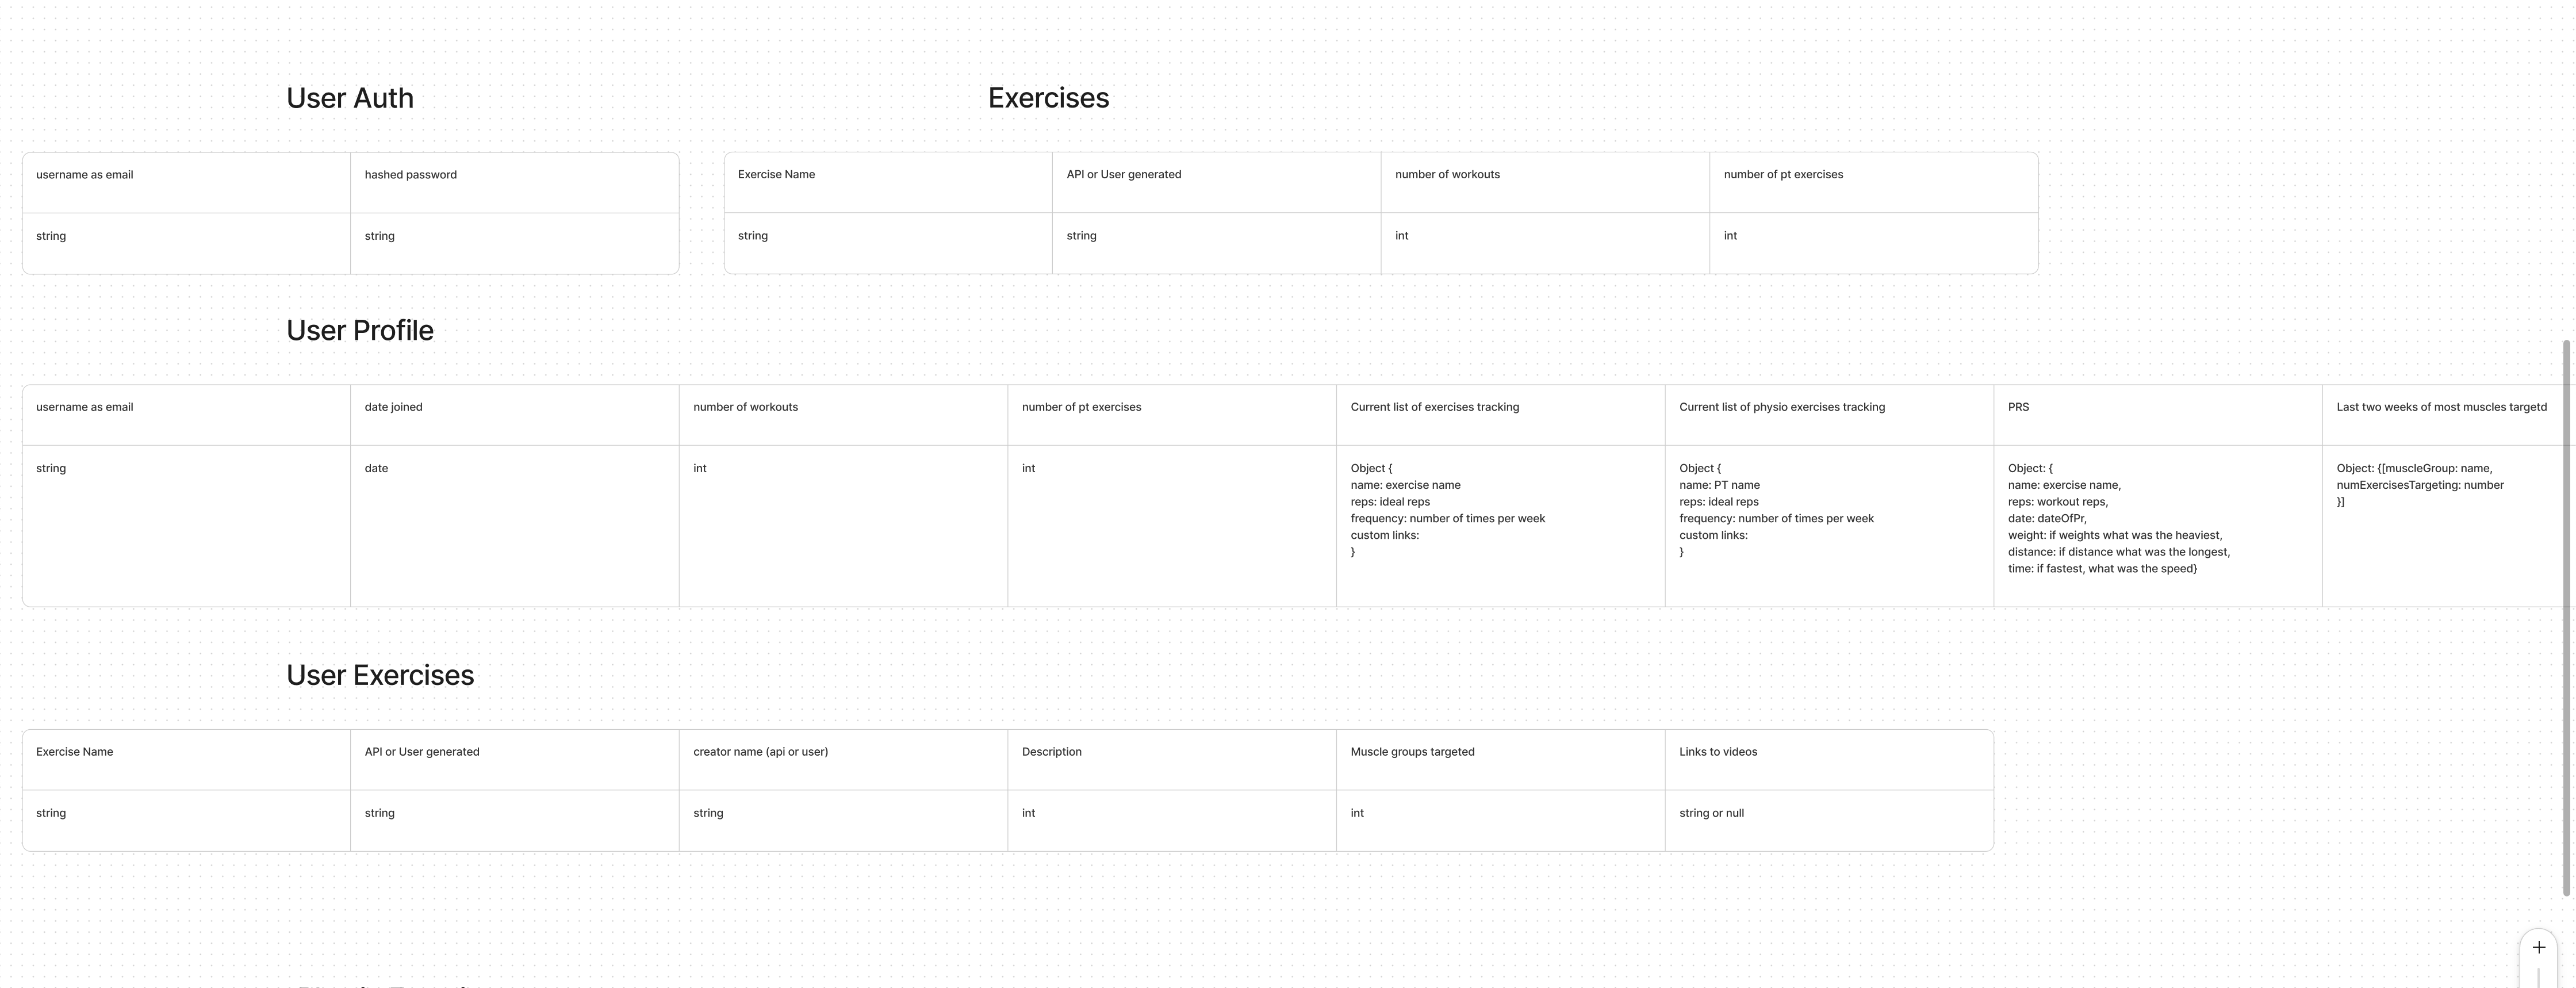 User Auth
Exercises
username as email
hashed password
string
string
Exercise Name
API or User generated
number of workouts
number of pt exercises
string
string
int
int
User Profile
username as email
date joined
number of workouts
number of pt exercises
Current list of exercises tracking
Current list of physio exercises tracking
PRS
Last two weeks of most muscles targetd
string
date
int
int
Object {
name: exercise name
reps: ideal reps
frequency: number of times per week
custom links:
}
Object {
name: PT name
reps: ideal reps
frequency: number of times per week
custom links:
}
Object: {
name: exercise name,
reps: workout reps,
date: dateOfPr,
weight: if weights what was the heaviest,
distance: if distance what was the longest,
time: if fastest, what was the speed}
Object: {[muscleGroup: name,
numExercisesTargeting: number
}]
User Exercises
Exercise Name
API or User generated
creator name (api or user)
Description
Muscle groups targeted
Links to videos
string
string
string
int
int
string or null